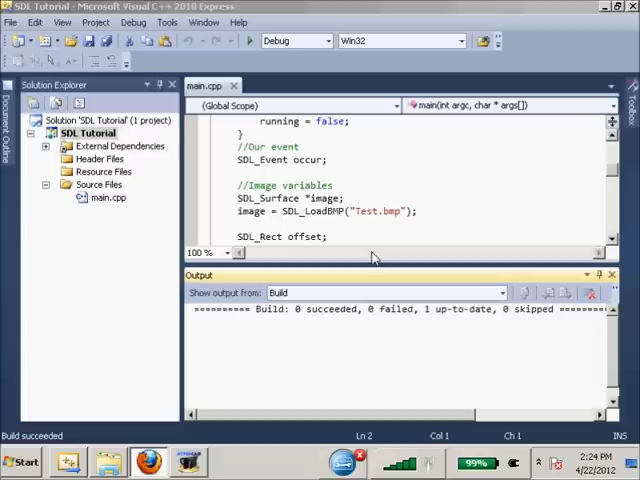 SDL Tutorial - Microsoft Visual C++ 2010 Express
File Edit View Project Debug Tools Window Help
Debug Win32
Solution Explorer
main.cpp
(Global Scope) main(int argc, char * args[])
Document Outline
Toolbox
Solution 'SDL Tutorial' (1 project)
SDL Tutorial
External Dependencies
Header Files
Resource Files
Source Files
main.cpp
running = false;
}
//Our event
SDL_Event occur;
//Image variables
SDL_Surface *image;
image = SDL_LoadBMP("Test.bmp");
SDL_Rect offset;
100 %
Output
Show output from: Build
========== Build: 0 succeeded, 0 failed, 1 up-to-date, 0 skipped ========
Build succeeded Ln 2 Col 1 Ch 1 INS
Start 99% 2:24 PM
4/22/2012